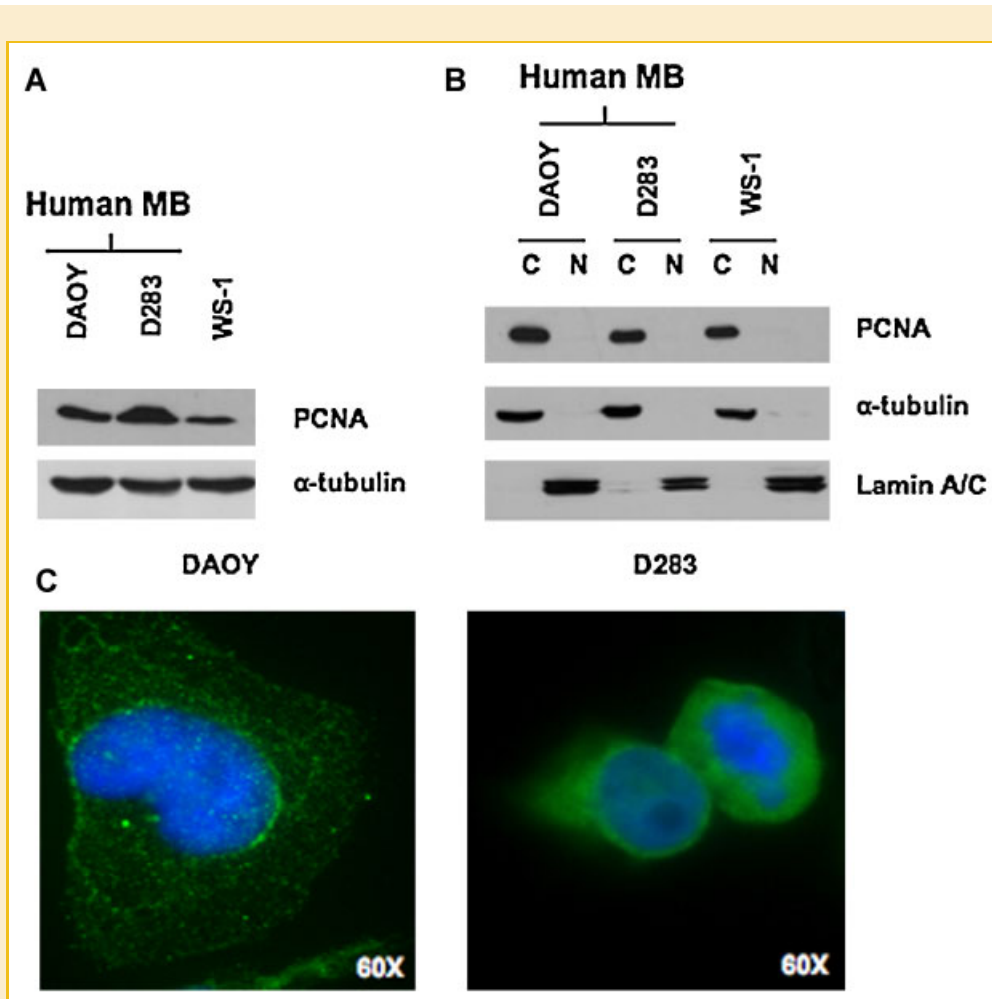 A
Human MB
DAOY D283 WS-1
PCNA
α-tubulin
B
Human MB
DAOY D283 WS-1
C N C N C N
PCNA
α-tubulin
Lamin A/C
C
DAOY D283
60X 60X